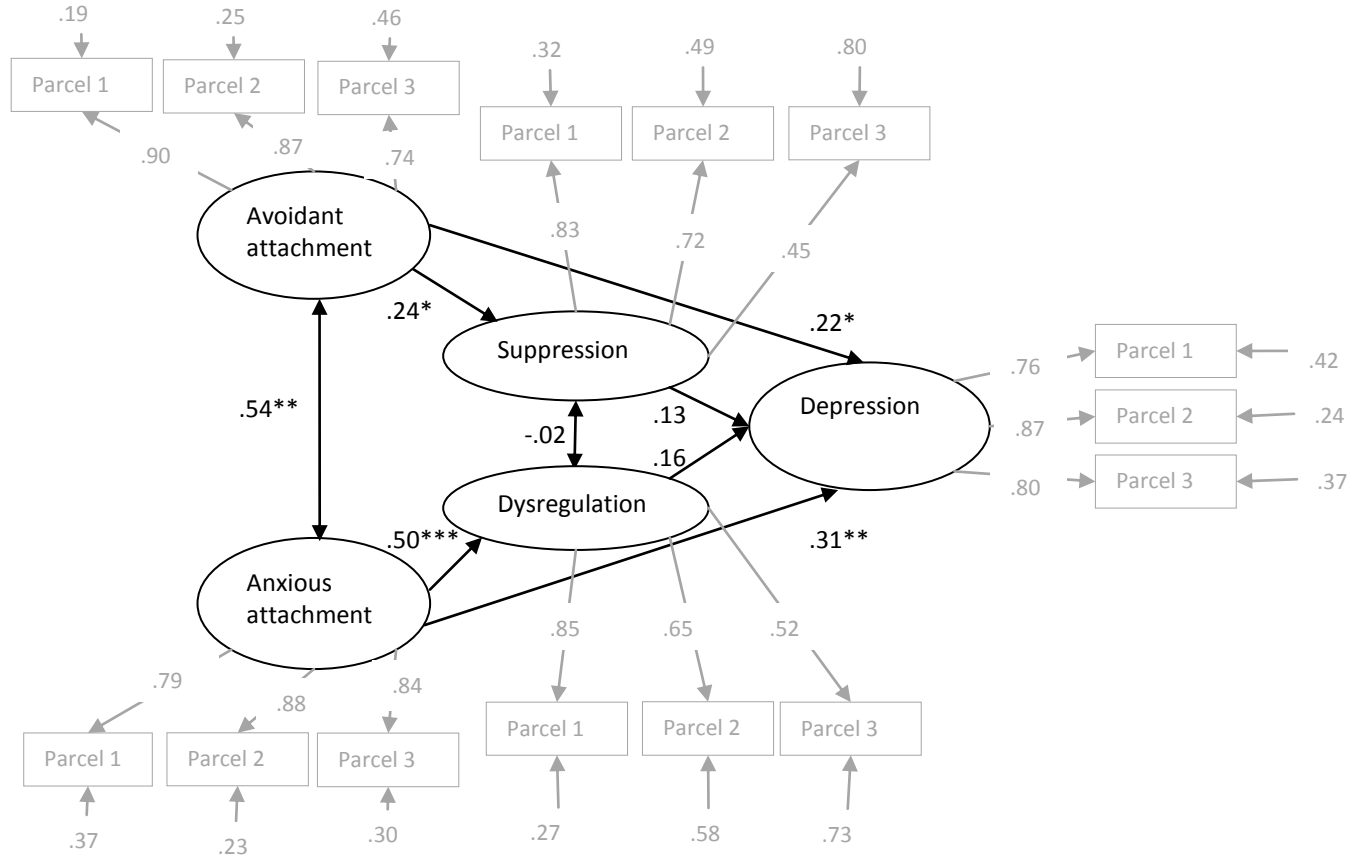 .19
.25
.46
Parcel 1
Parcel 2
Parcel 3
.32
.49
.80
Parcel 1
Parcel 2
Parcel 3
.90
.87
.74
Avoidant
attachment
.83
.72
.45
.24*
.22*
Suppression
.54**
-.02
.13
.16
Depression
.76
Parcel 1
.42
.87
Parcel 2
.24
.80
Parcel 3
.37
Dysregulation
.50***
.31**
Anxious
attachment
.85
.65
.52
.79
.88
.84
Parcel 1
Parcel 2
Parcel 3
Parcel 1
Parcel 2
Parcel 3
.37
.23
.30
.27
.58
.73